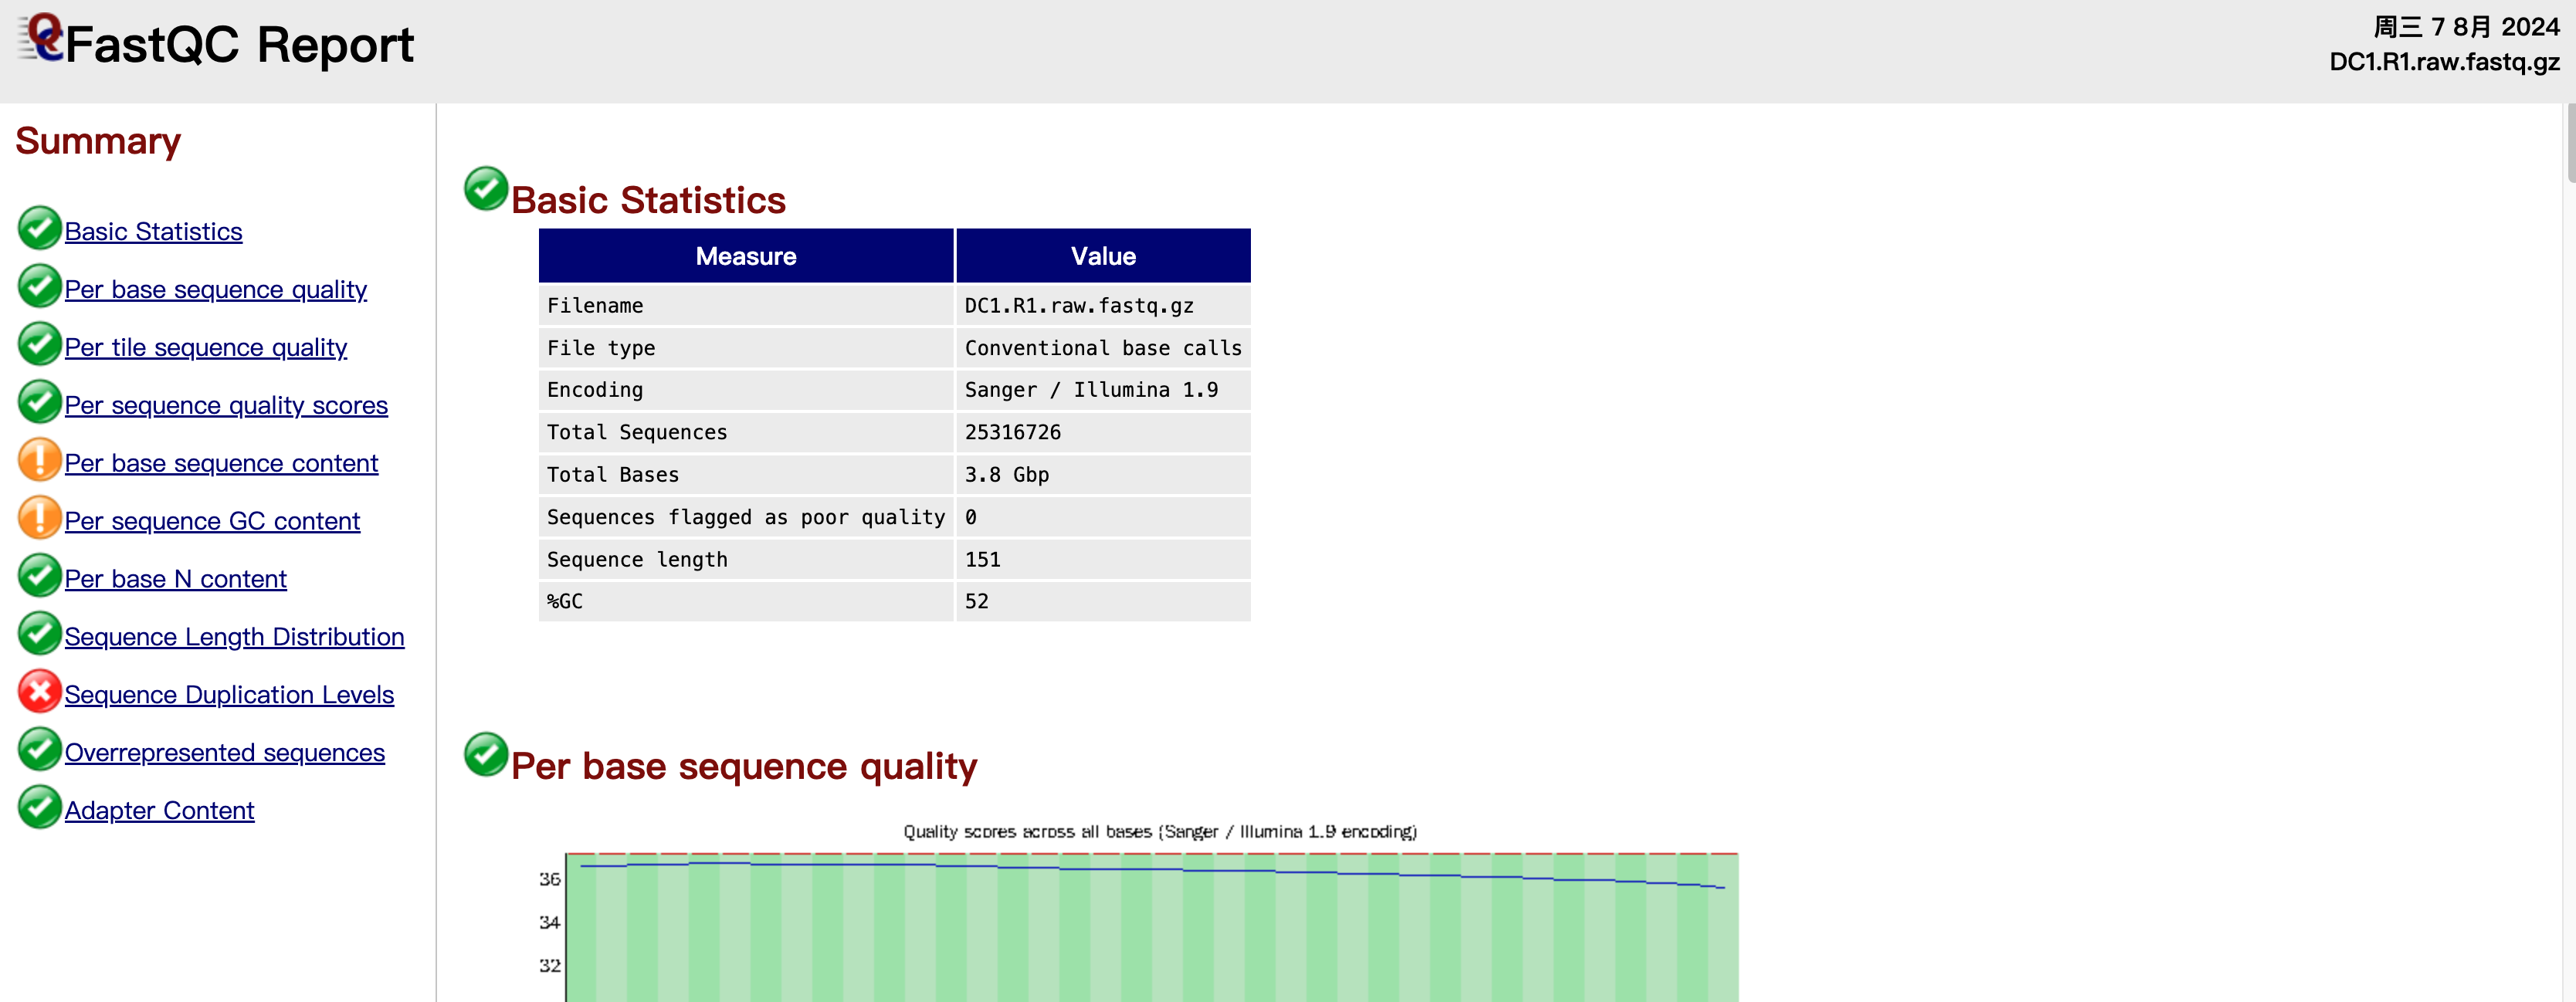 FastQC Report
周三 7 8月 2024
DC1.R1.raw.fastq.gz
Summary
Basic Statistics
Per base sequence quality
Per tile sequence quality
Per sequence quality scores
Per base sequence content
Per sequence GC content
Per base N content
Sequence Length Distribution
Sequence Duplication Levels
Overrepresented sequences
Adapter Content
Basic Statistics
Measure Value
Filename DC1.R1.raw.fastq.gz
File type Conventional base calls
Encoding Sanger / Illumina 1.9
Total Sequences 25316726
Total Bases 3.8 Gbp
Sequences flagged as poor quality 0
Sequence length 151
%GC 52
Per base sequence quality
Quality scores across all bases (Sanger / Illumina 1.9 encoding)
36
34
32